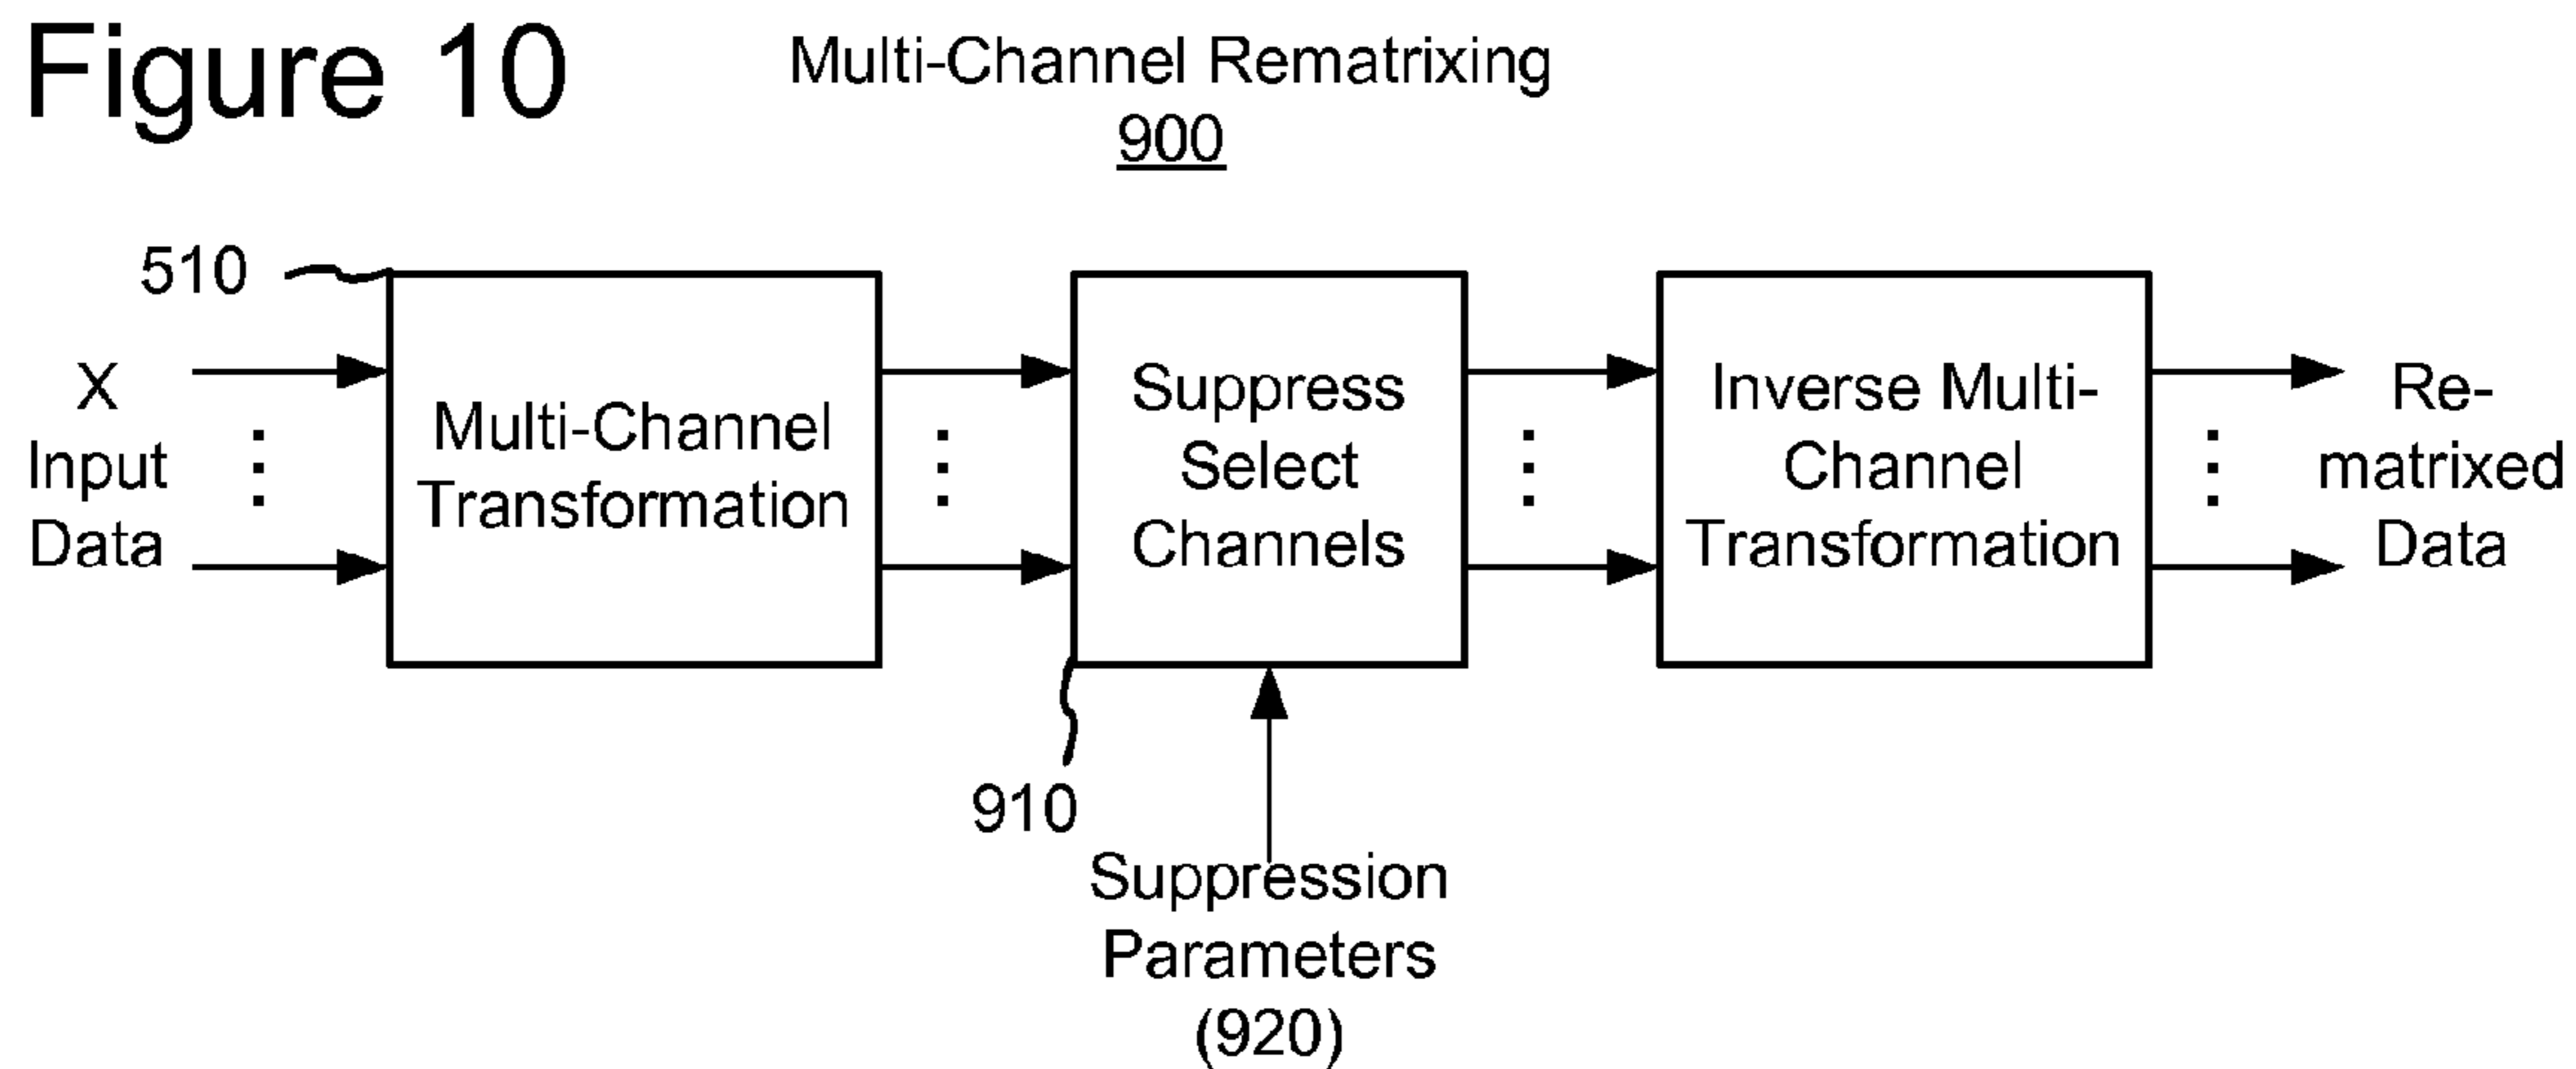 Figure 10
Multi-Channel Rematrixing
900
510
X
Input
Data
Multi-Channel
Transformation
Suppress
Select
Channels
Inverse Multi-
Channel
Transformation
Re-
matrixed
Data
910
Suppression
Parameters
(920)